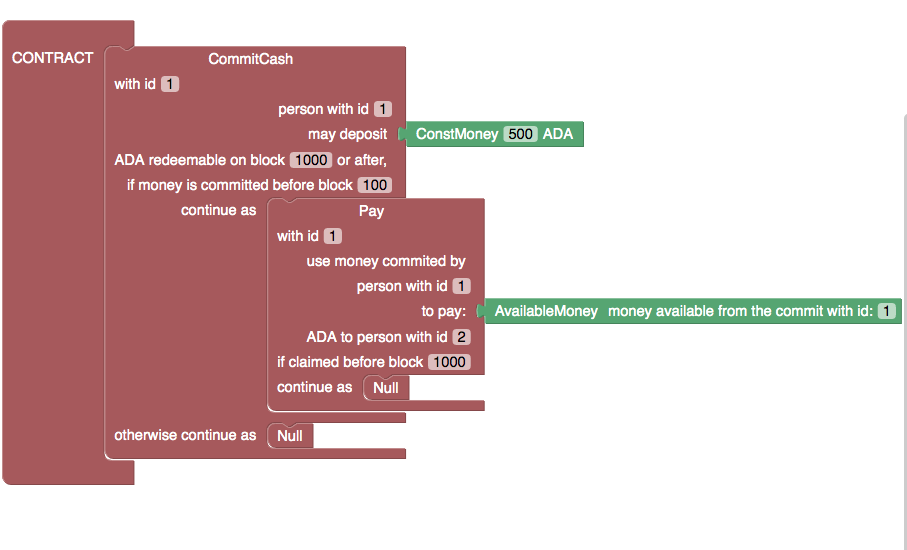 CommitCash
CONTRACT
with id 1
person with id 1
may deposit ConstMoney 500 ADA
ADA redeemable on block 1000 or after,
if money is committed before block 100
continue as Pay
with id 1
use money commited by
person with id 1
to pay: AvailableMoney money available from the commit with id: 1
ADA to person with id 2
if claimed before block 1000
continue as Null
otherwise continue as Null